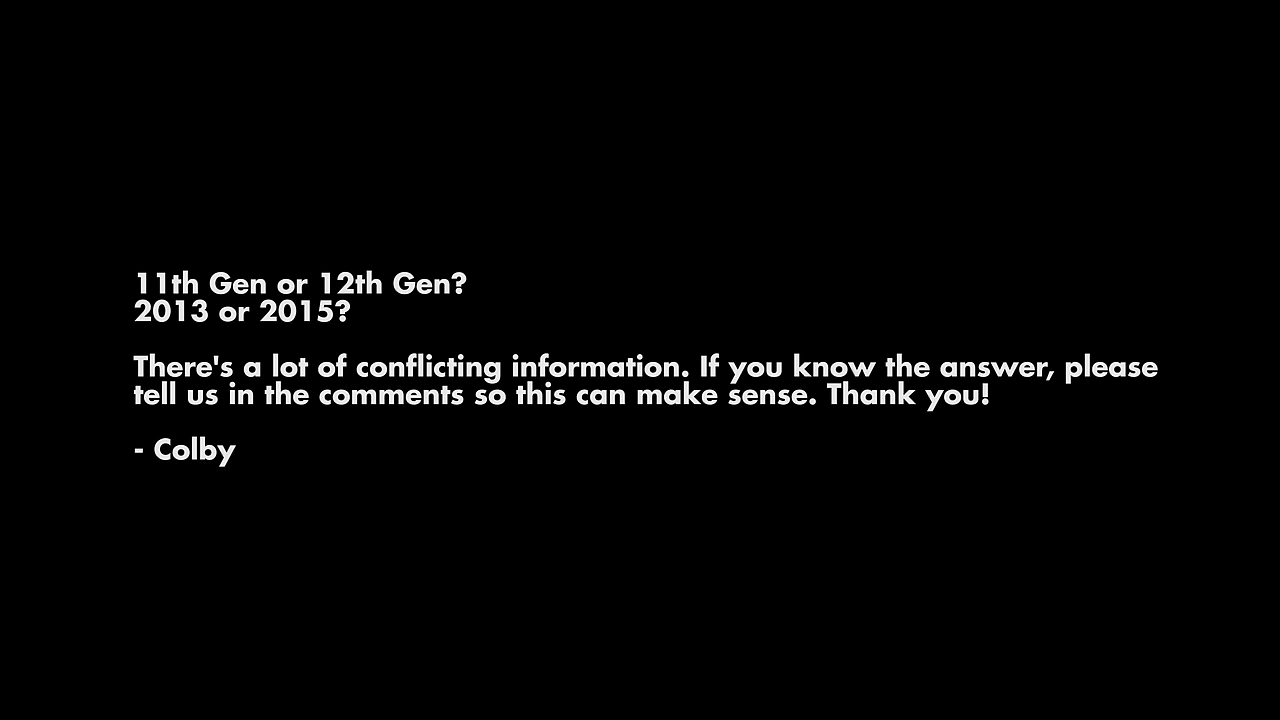 11th Gen or 12th Gen?
2013 or 2015?
There's a lot of conflicting information. If you know the answer, please
tell us in the comments so this can make sense. Thank you!
- Colby